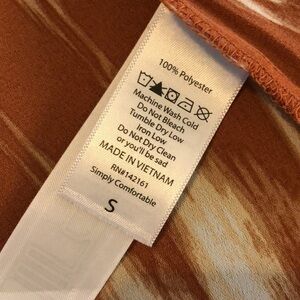 100% Polyester
Machine Wash Cold
Do Not Bleach
Tumble Dry Low
Iron Low
Do Not Dry Clean
or you'll be sad
MADE IN VIETNAM
RN#142161
Simply Comfortable
S